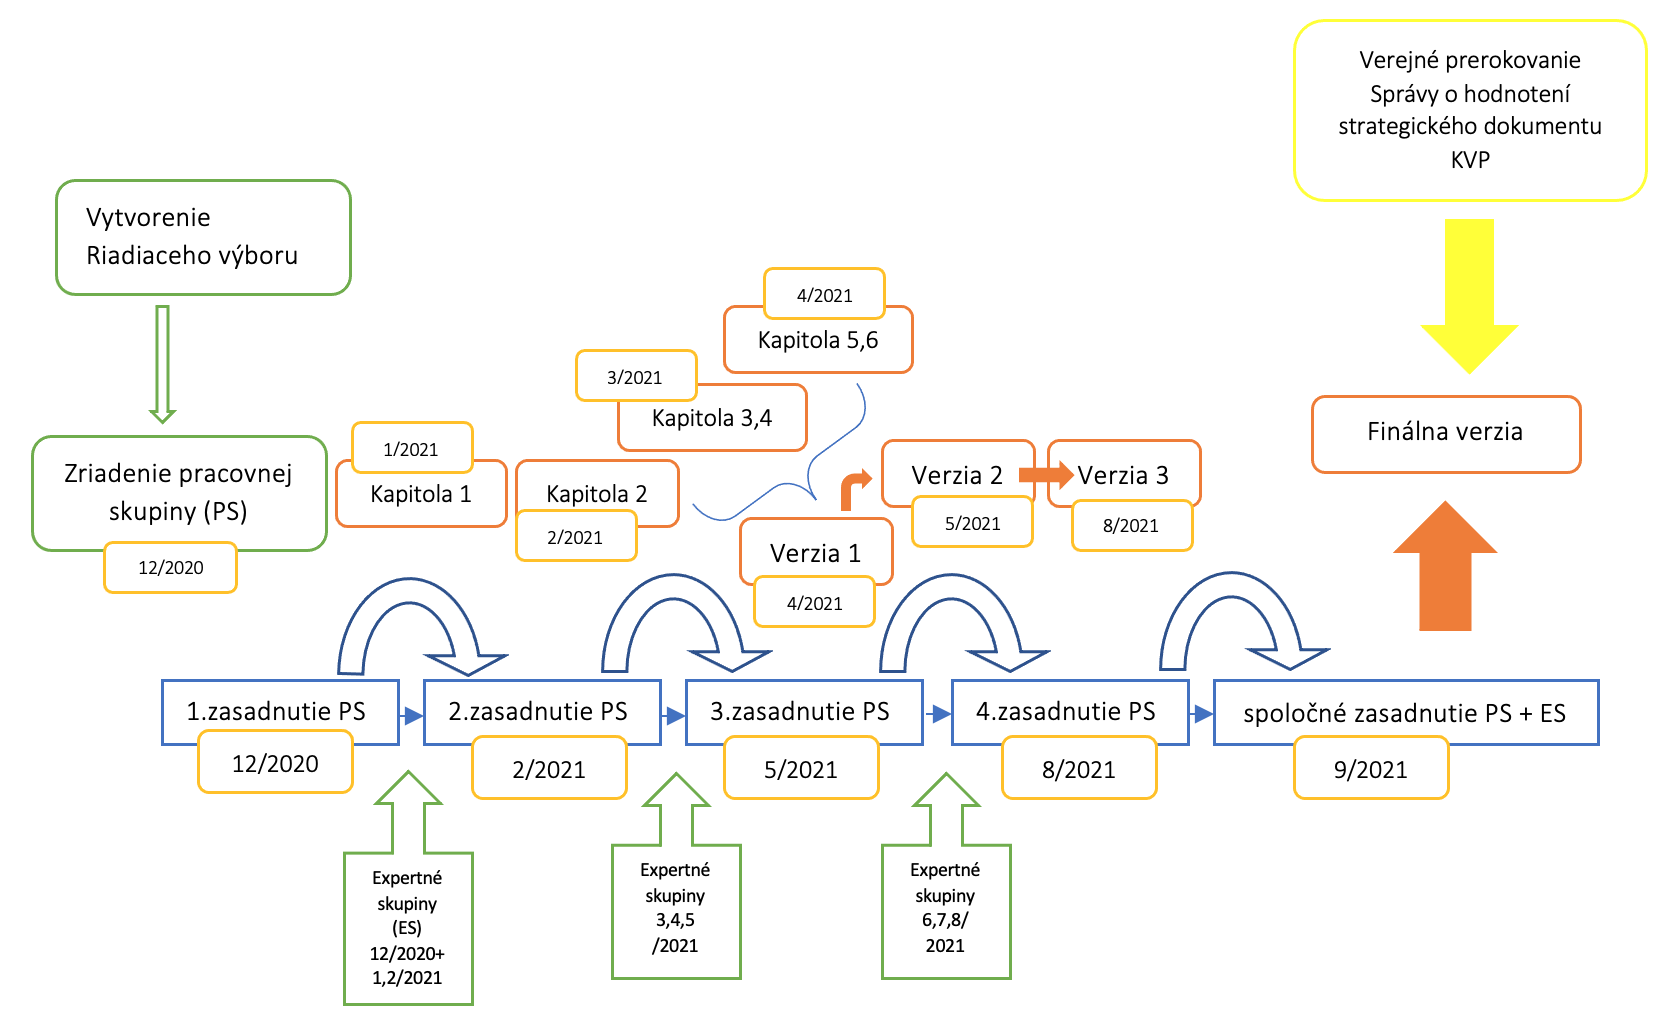 Verejné prerokovanie
Správy o hodnotení
strategického dokumentu
KVP
Vytvorenie
Riadiaceho výboru
4/2021
Kapitola 5,6
3/2021
Kapitola 3,4
Finálna verzia
1/2021
Kapitola 1
Kapitola 2
2/2021
Zriadenie pracovnej
skupiny (PS)
12/2020
Verzia 1
4/2021
Verzia 2
5/2021
Verzia 3
8/2021
1.zasadnutie PS
12/2020
2.zasadnutie PS
2/2021
3.zasadnutie PS
5/2021
4.zasadnutie PS
8/2021
spoločné zasadnutie PS + ES
9/2021
Expertné
skupiny
(ES)
12/2020+
1,2/2021
Expertné
skupiny
3,4,5
/2021
Expertné
skupiny
6,7,8/
2021